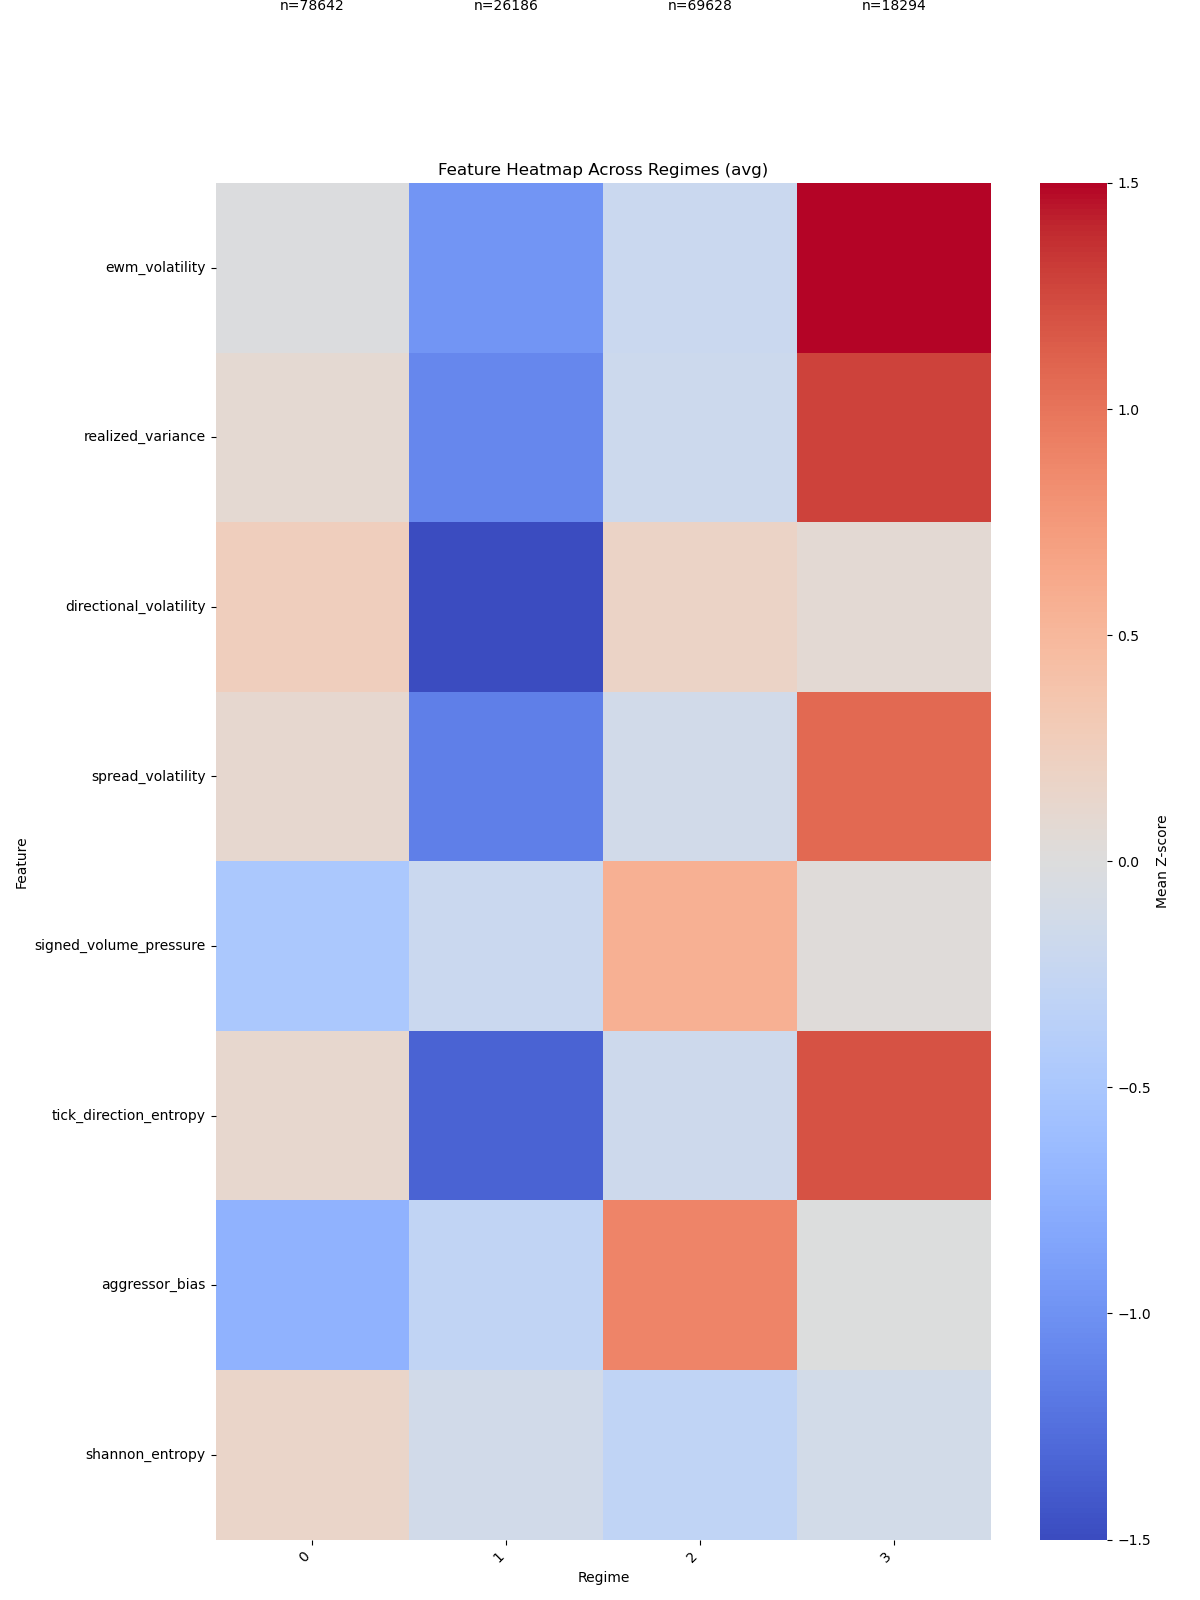 n=78642 n=26186 n=69628 n=18294
Feature Heatmap Across Regimes (avg)
ewm_volatility
realized_variance
directional_volatility
spread_volatility
signed_volume_pressure
tick_direction_entropy
aggressor_bias
shannon_entropy
Feature
0 1 2 3
Regime
1.5
1.0
0.5
0.0
−0.5
−1.0
−1.5
Mean Z-score